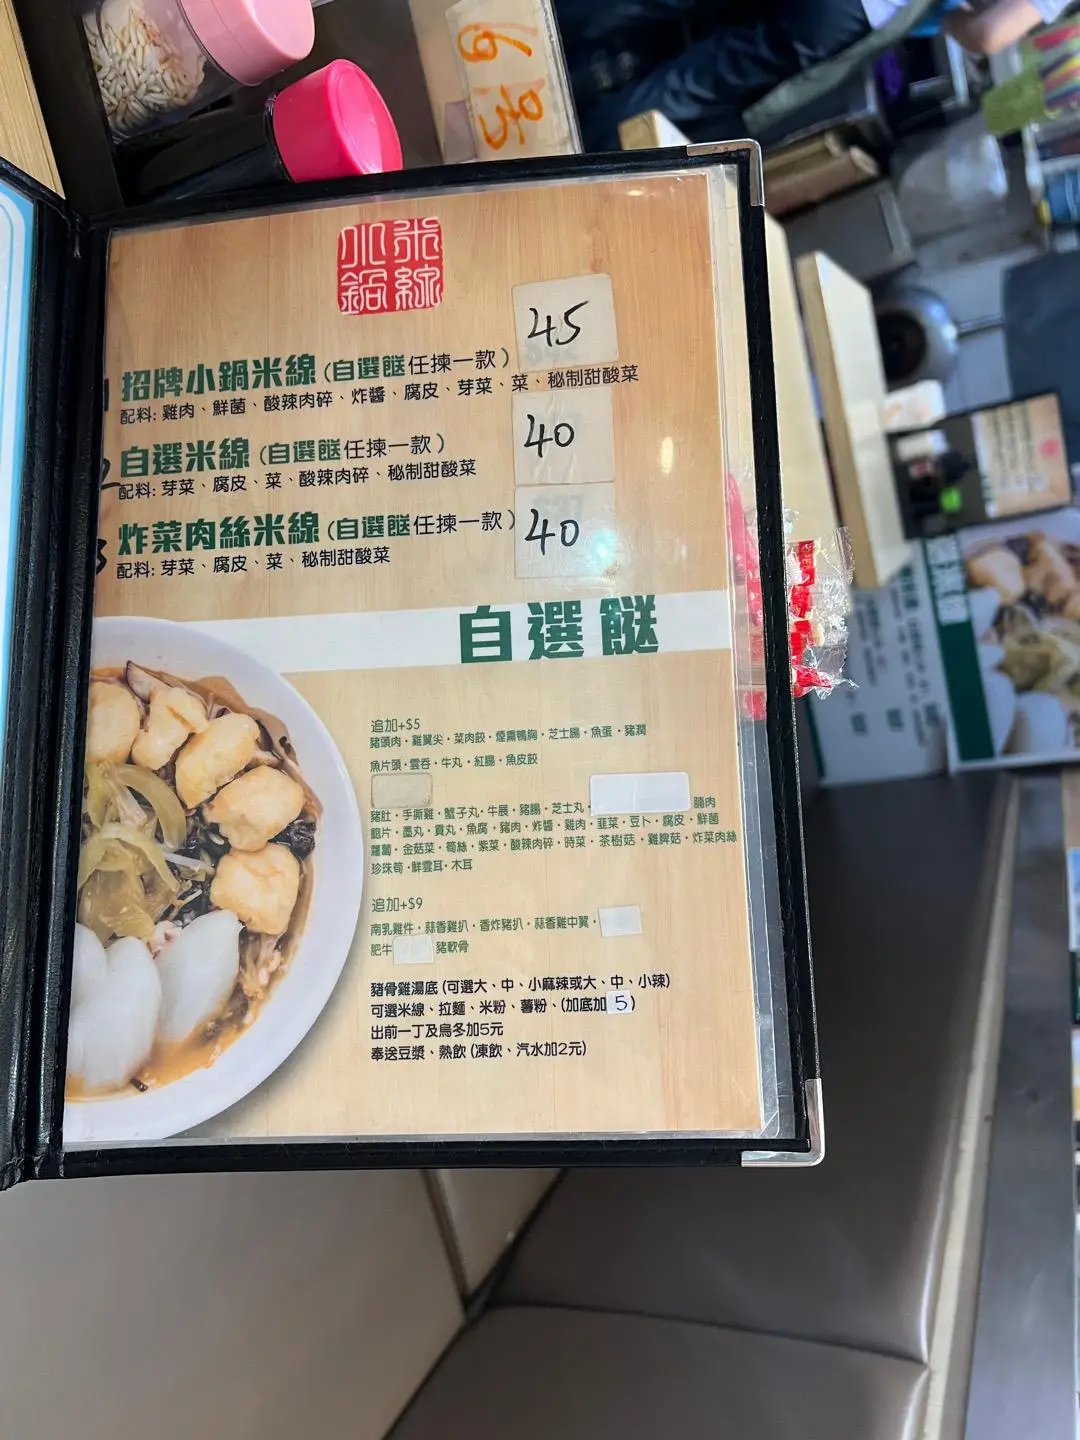 小鍋
米線
45
1 招牌小鍋米線 (自選餸任揀一款)
配料: 雞肉、鮮菌、酸辣肉碎、炸醬、腐皮、芽菜、菜、秘制甜酸菜
40
2 自選米線 (自選餸任揀一款)
配料: 芽菜、腐皮、菜、酸辣肉碎、秘制甜酸菜
40
3 炸菜肉絲米線 (自選餸任揀一款)
配料: 芽菜、腐皮、菜、秘制甜酸菜
自選餸
追加+$5
豬頭肉・雞翼尖・菜肉餃・煙熏鴨胸・芝士腸・魚蛋・豬潤
魚片頭・雲吞・牛丸・紅腸・魚皮餃
豬肚・手撕雞・蟹子丸・牛展・豬腸・芝士丸・ 腩肉
鮑片・墨丸・貢丸・魚腐・豬肉・炸醬・雞肉・韮菜・豆卜・腐皮・鮮菌
蘿蔔・金菇菜・筍絲・紫菜・酸辣肉碎・時菜・茶樹菇・雞脾菇・炸菜肉絲
珍珠筍・鮮雲耳・木耳
追加+$9
南乳雞件・蒜香雞扒・香炸豬扒・蒜香雞中翼・
肥牛 豬軟骨
豬骨雞湯底 (可選大、中、小麻辣或大、中、小辣)
可選米線、拉麵、米粉、薯粉、(加底加5)
出前一丁及烏冬加5元
奉送豆漿、熱飲 (凍飲、汽水加2元)